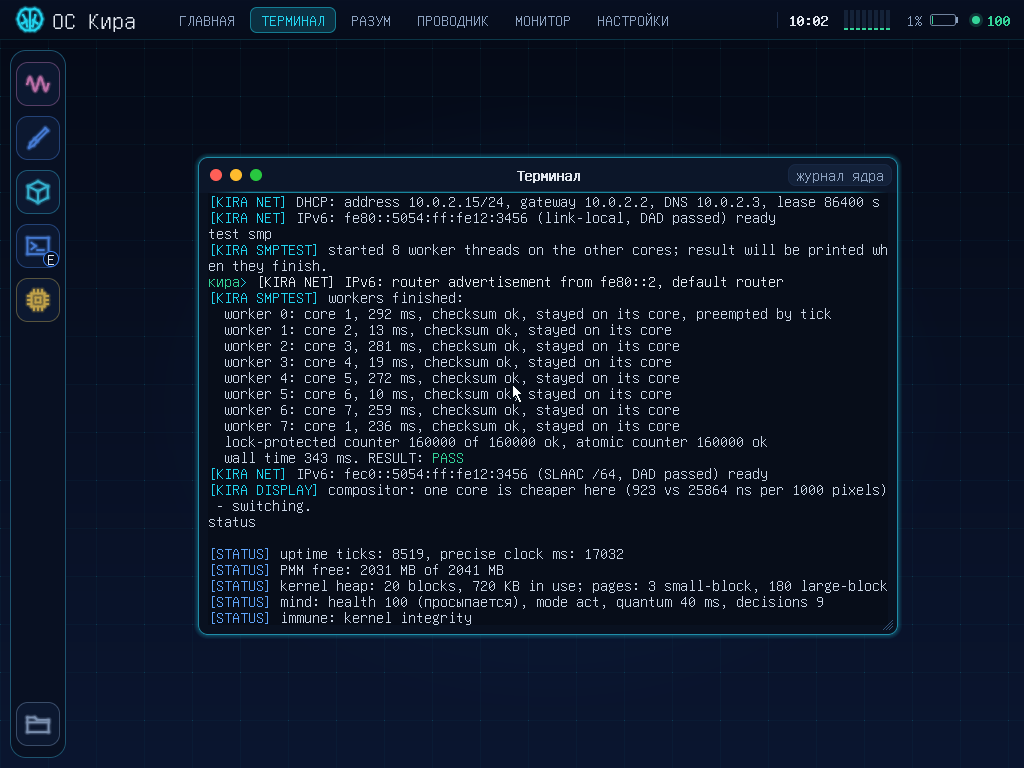 ОС Кира
ГЛАВНАЯ ТЕРМИНАЛ РАЗУМ ПРОВОДНИК МОНИТОР НАСТРОЙКИ
10:02 1% 100
E
Терминал
журнал ядра
[KIRA NET] DHCP: address 10.0.2.15/24, gateway 10.0.2.2, DNS 10.0.2.3, lease 86400 s
[KIRA NET] IPv6: fe80::5054:ff:fe12:3456 (link-local, DAD passed) ready
test smp
[KIRA SMPTEST] started 8 worker threads on the other cores; result will be printed wh
en they finish.
кира> [KIRA NET] IPv6: router advertisement from fe80::2, default router
[KIRA SMPTEST] workers finished:
worker 0: core 1, 292 ms, checksum ok, stayed on its core, preempted by tick
worker 1: core 2, 13 ms, checksum ok, stayed on its core
worker 2: core 3, 281 ms, checksum ok, stayed on its core
worker 3: core 4, 19 ms, checksum ok, stayed on its core
worker 4: core 5, 272 ms, checksum ok, stayed on its core
worker 5: core 6, 10 ms, checksum ok, stayed on its core
worker 6: core 7, 259 ms, checksum ok, stayed on its core
worker 7: core 1, 236 ms, checksum ok, stayed on its core
lock-protected counter 160000 of 160000 ok, atomic counter 160000 ok
wall time 343 ms. RESULT: PASS
[KIRA NET] IPv6: fec0::5054:ff:fe12:3456 (SLAAC /64, DAD passed) ready
[KIRA DISPLAY] compositor: one core is cheaper here (923 vs 25864 ns per 1000 pixels)
- switching.
status
[STATUS] uptime ticks: 8519, precise clock ms: 17032
[STATUS] PMM free: 2031 MB of 2041 MB
[STATUS] kernel heap: 20 blocks, 720 KB in use; pages: 3 small-block, 180 large-block
[STATUS] mind: health 100 (просыпается), mode act, quantum 40 ms, decisions 9
[STATUS] immune: kernel integrity